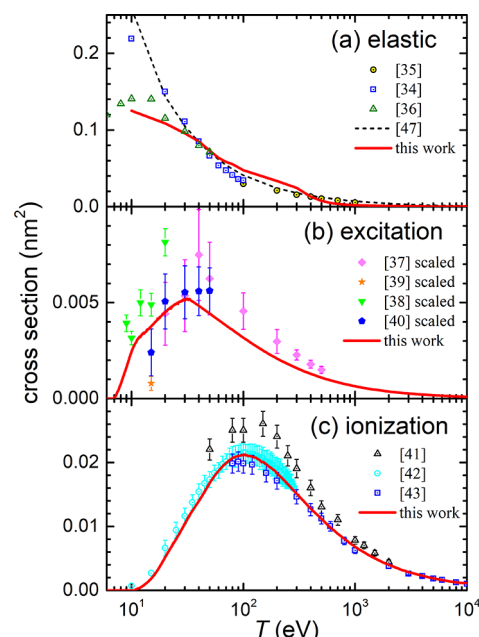 (a) elastic
[35]
[34]
[36]
[47]
this work
0.2
0.1
0.0
(b) excitation
[37] scaled
[39] scaled
[38] scaled
[40] scaled
this work
0.005
0.000
cross section (nm²)
(c) ionization
[41]
[42]
[43]
this work
0.02
0.01
0.00
10¹ 10² 10³ 10⁴
T (eV)